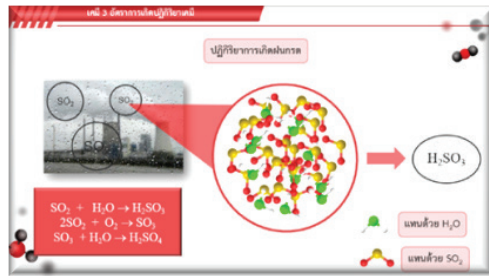 เคมี 3 อัตราการเกิดปฏิกิริยาเคมี
ปฏิกิริยาการเกิดฝนกรด
SO₂
SO₂
SO
H₂SO₃
SO₂ + H₂O → H₂SO₃
2SO₂ + O₂ → SO₃
SO₃ + H₂O → H₂SO₄
แทนด้วย H₂O
แทนด้วย SO₂